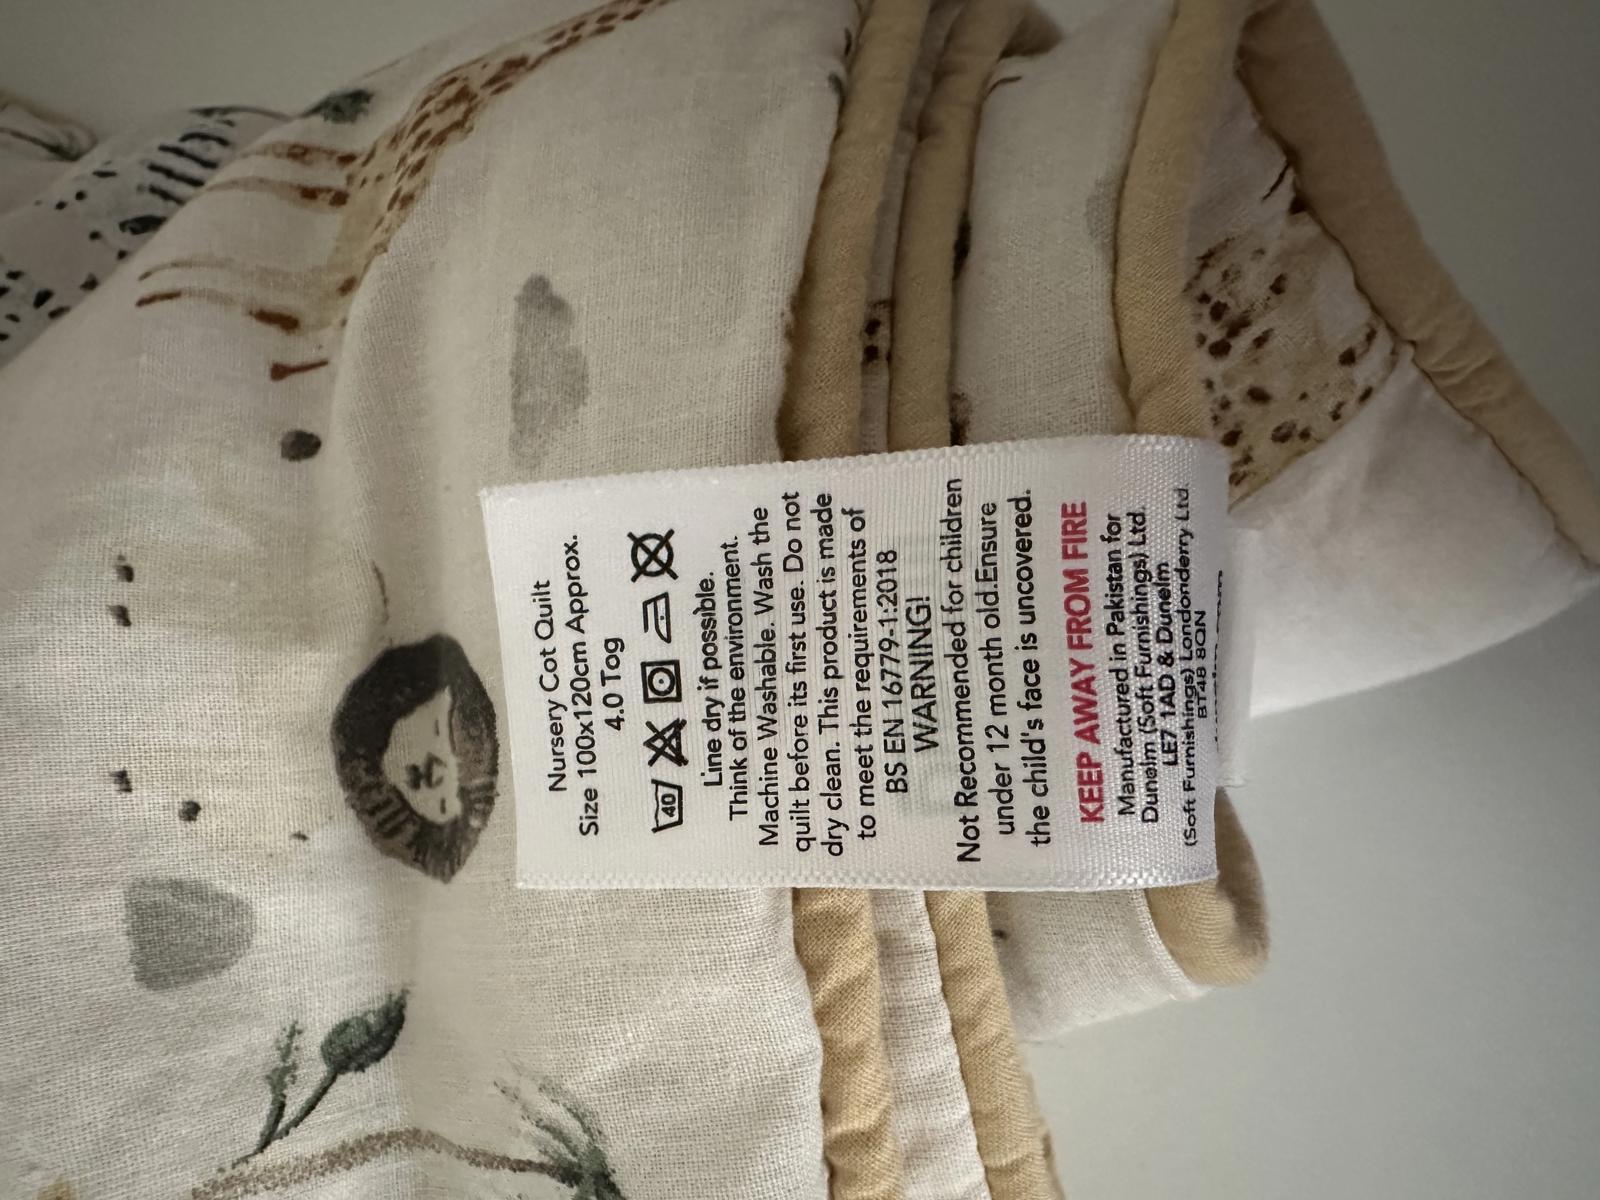 Nursery Cot Quilt
Size 100x120cm Approx.
4.0 Tog
40
Line dry if possible.
Think of the environment.
Machine Washable. Wash the
quilt before its first use. Do not
dry clean. This product is made
to meet the requirements of
BS EN 16779-1:2018
WARNING!
Not Recommended for children
under 12 month old.Ensure
the child's face is uncovered.
KEEP AWAY FROM FIRE
Manufactured in Pakistan for
Dunelm (Soft Furnishings) Ltd.
LE7 1AD & Dunelm
(Soft Furnishings) Londonderry Ltd.
BT48 8QN